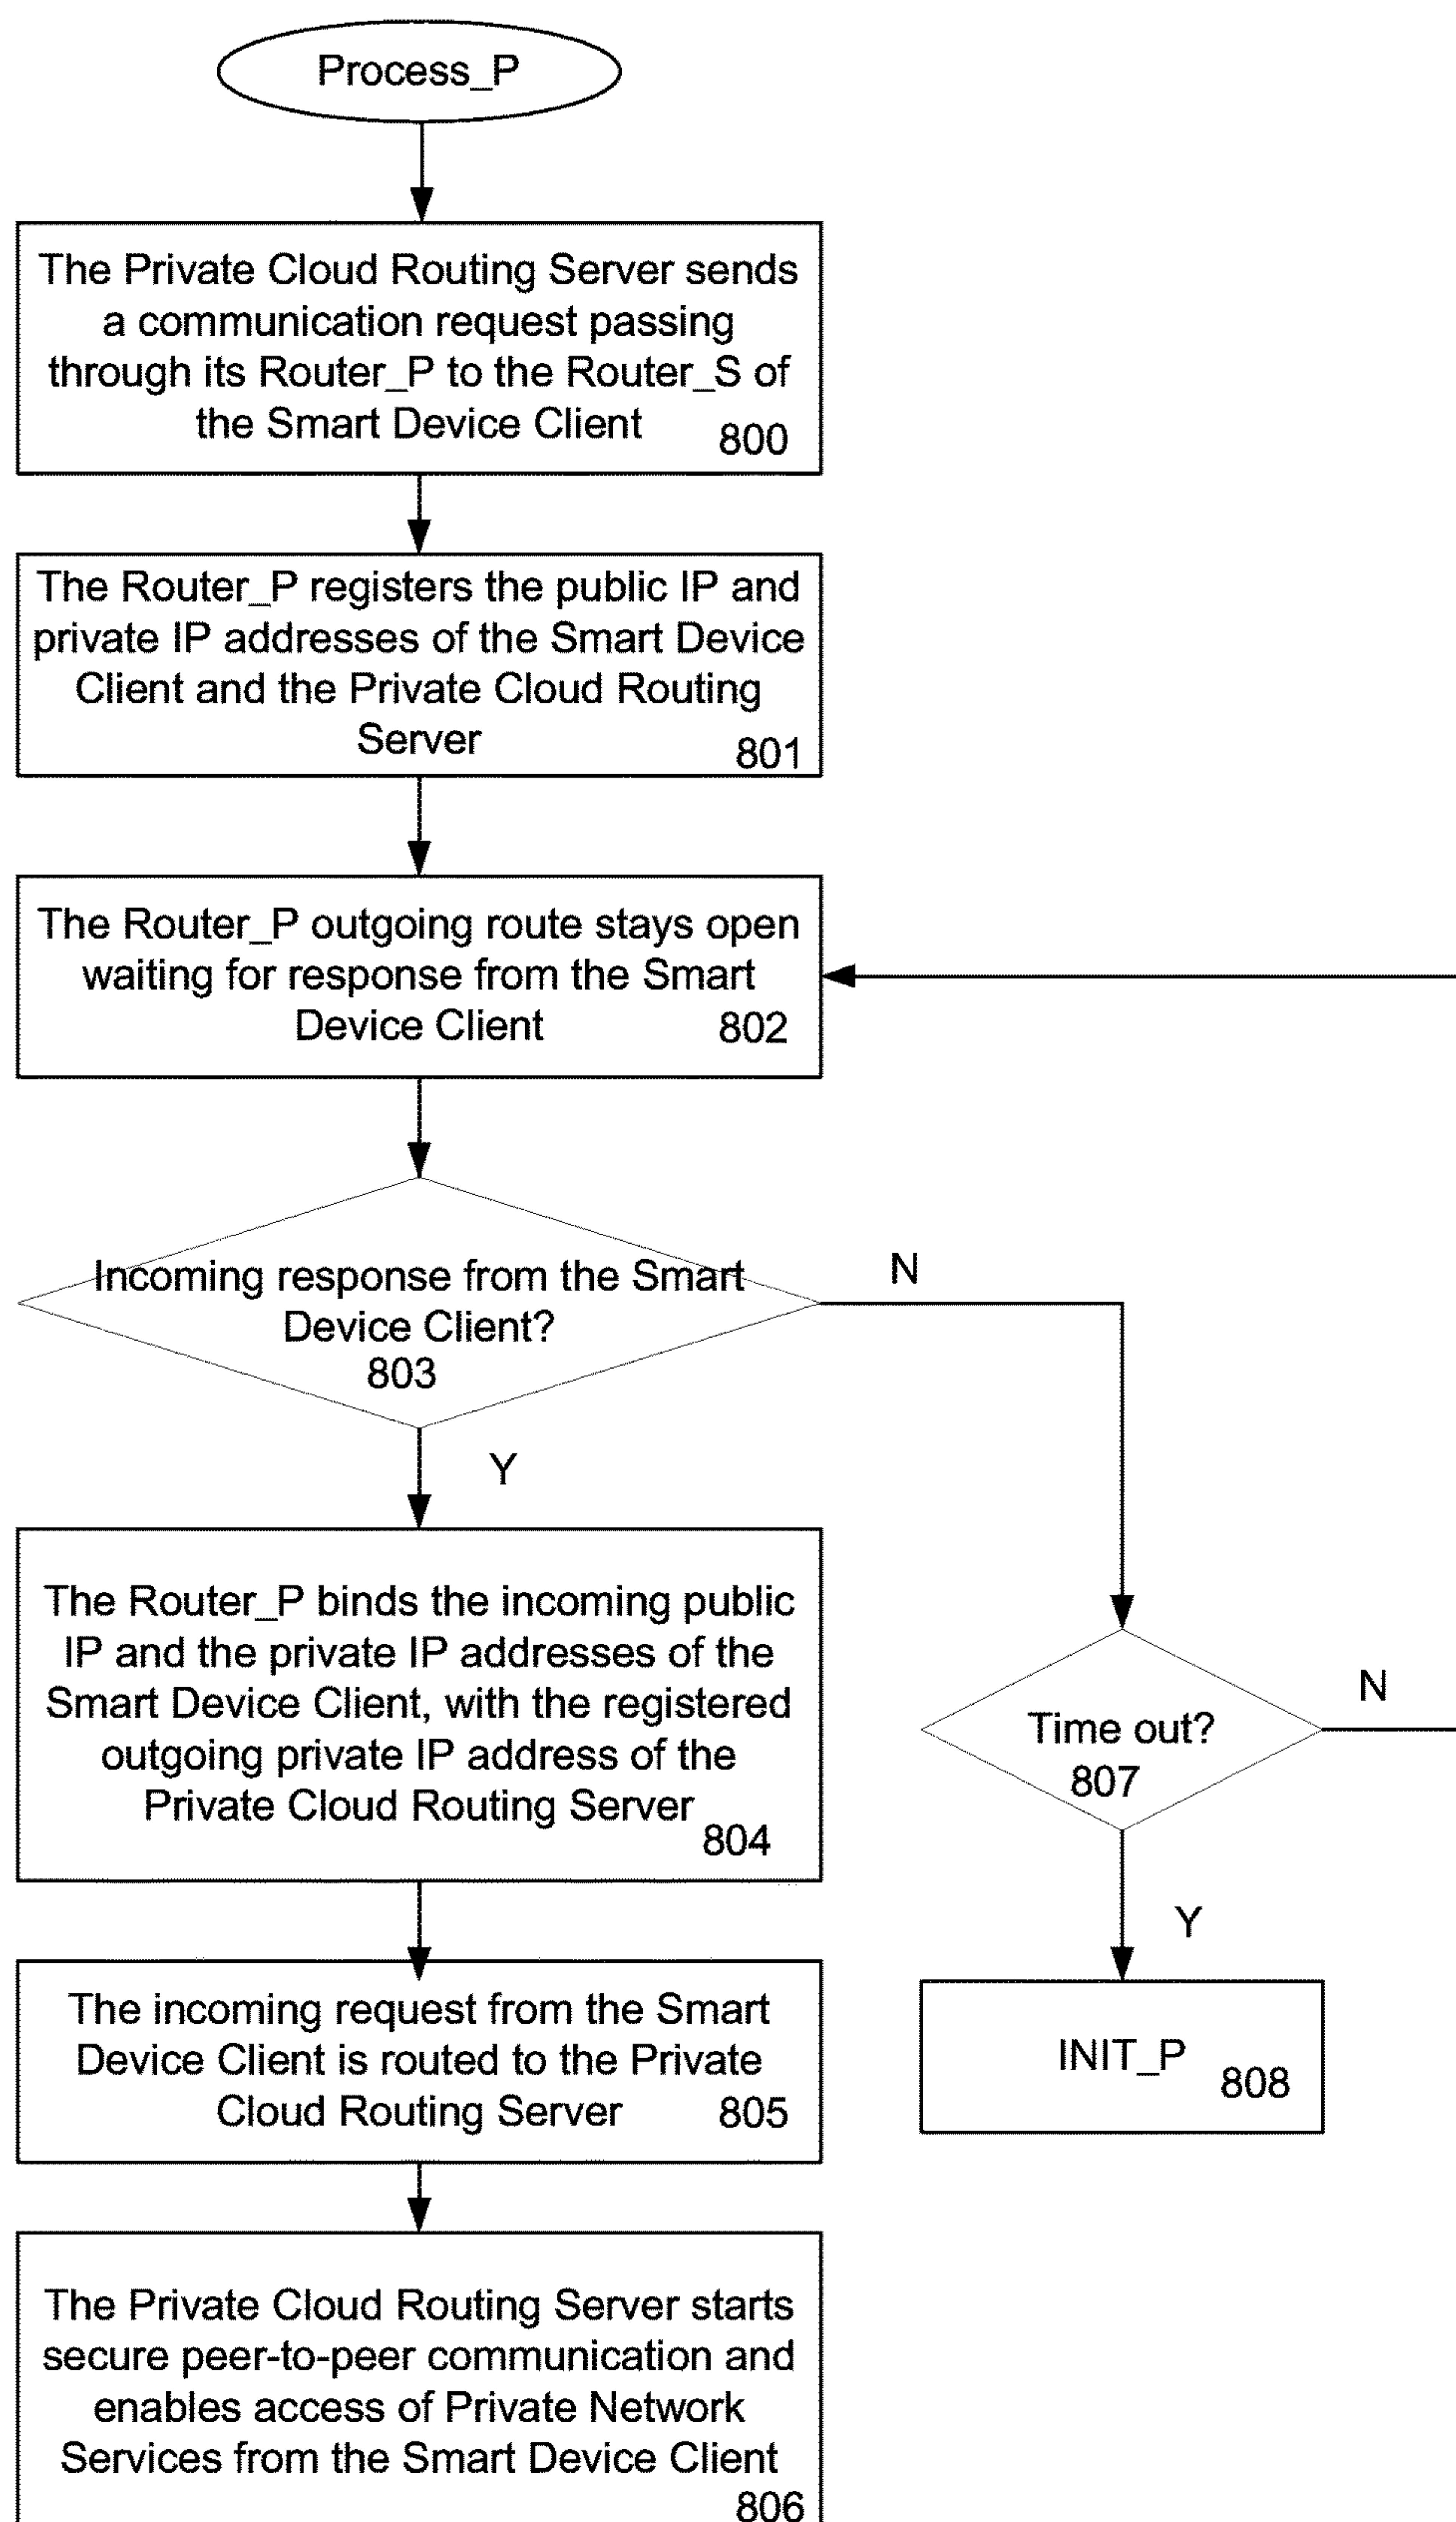 Process_P
The Private Cloud Routing Server sends
a communication request passing
through its Router_P to the Router_S of
the Smart Device Client
800
The Router_P registers the public IP and
private IP addresses of the Smart Device
Client and the Private Cloud Routing
Server
801
The Router_P outgoing route stays open
waiting for response from the Smart
Device Client
802
Incoming response from the Smart
Device Client?
803
N
Y
The Router_P binds the incoming public
IP and the private IP addresses of the
Smart Device Client, with the registered
outgoing private IP address of the
Private Cloud Routing Server
804
Time out?
807
N
Y
INIT_P
808
The incoming request from the Smart
Device Client is routed to the Private
Cloud Routing Server
805
The Private Cloud Routing Server starts
secure peer-to-peer communication and
enables access of Private Network
Services from the Smart Device Client
806